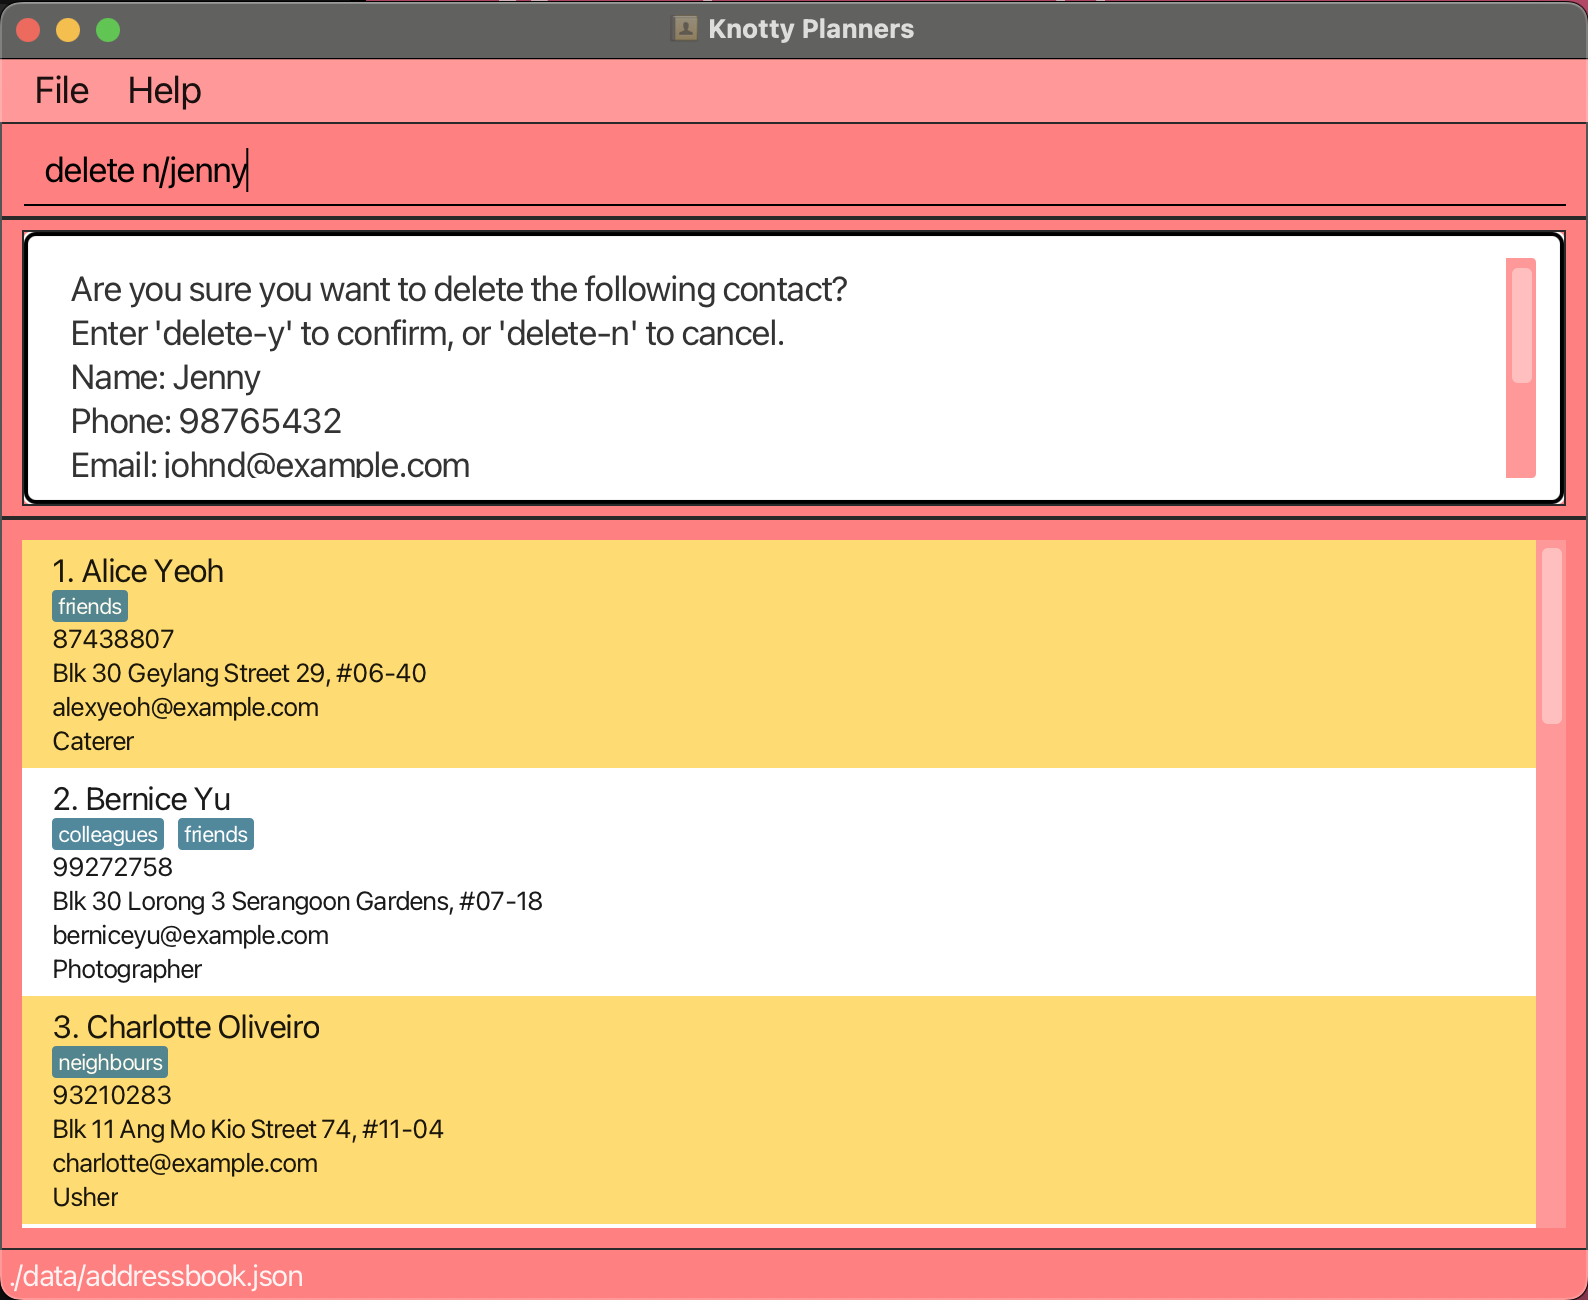 Knotty Planners
File Help
delete n/jenny
Are you sure you want to delete the following contact?
Enter 'delete-y' to confirm, or 'delete-n' to cancel.
Name: Jenny
Phone: 98765432
Email: johnd@example.com
1. Alice Yeoh
friends
87438807
Blk 30 Geylang Street 29, #06-40
alexyeoh@example.com
Caterer
2. Bernice Yu
colleagues friends
99272758
Blk 30 Lorong 3 Serangoon Gardens, #07-18
berniceyu@example.com
Photographer
3. Charlotte Oliveiro
neighbours
93210283
Blk 11 Ang Mo Kio Street 74, #11-04
charlotte@example.com
Usher
./data/addressbook.json